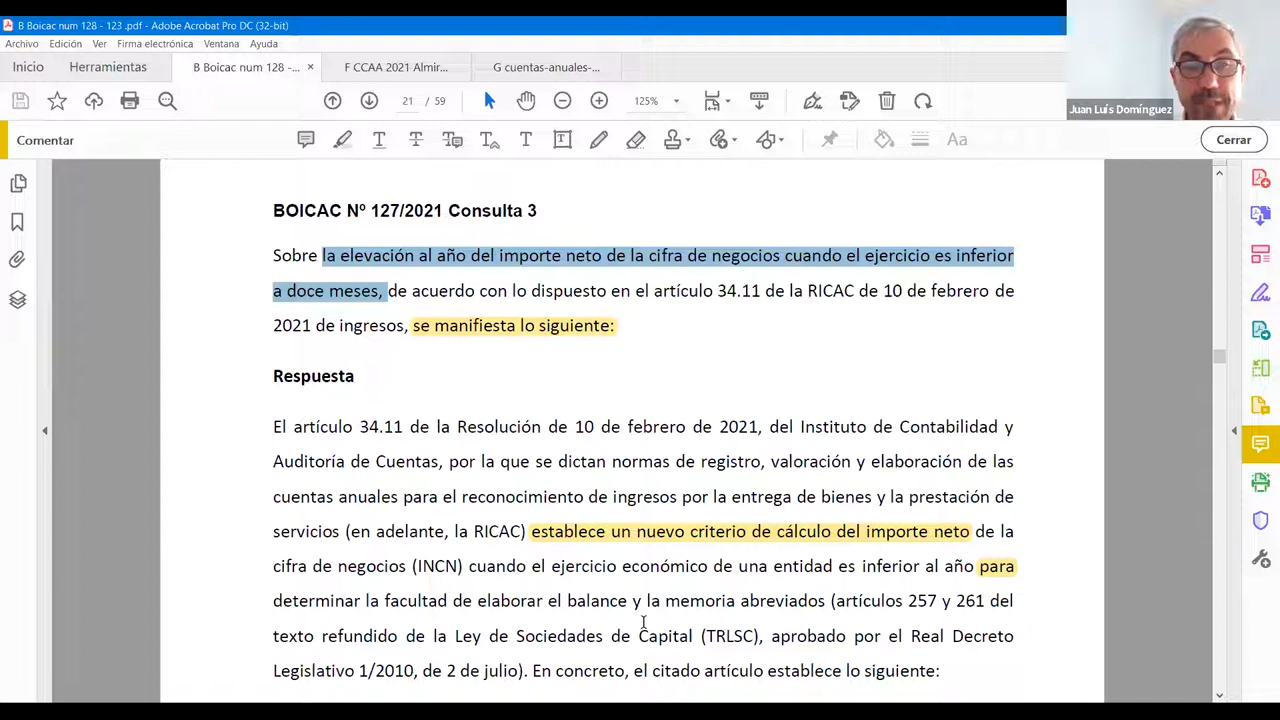 B Boicac num 128 - 123 .pdf - Adobe Acrobat Pro DC (32-bit)
Archivo Edición Ver Firma electrónica Ventana Ayuda
Inicio Herramientas B Boicac num 128 -... × F CCAA 2021 Almir... G cuentas-anuales-...
21 / 59 125%
Juan Luís Domínguez
Comentar Cerrar
BOICAC Nº 127/2021 Consulta 3
Sobre la elevación al año del importe neto de la cifra de negocios cuando el ejercicio es inferior
a doce meses, de acuerdo con lo dispuesto en el artículo 34.11 de la RICAC de 10 de febrero de
2021 de ingresos, se manifiesta lo siguiente:
Respuesta
El artículo 34.11 de la Resolución de 10 de febrero de 2021, del Instituto de Contabilidad y
Auditoría de Cuentas, por la que se dictan normas de registro, valoración y elaboración de las
cuentas anuales para el reconocimiento de ingresos por la entrega de bienes y la prestación de
servicios (en adelante, la RICAC) establece un nuevo criterio de cálculo del importe neto de la
cifra de negocios (INCN) cuando el ejercicio económico de una entidad es inferior al año para
determinar la facultad de elaborar el balance y la memoria abreviados (artículos 257 y 261 del
texto refundido de la Ley de Sociedades de Capital (TRLSC), aprobado por el Real Decreto
Legislativo 1/2010, de 2 de julio). En concreto, el citado artículo establece lo siguiente: